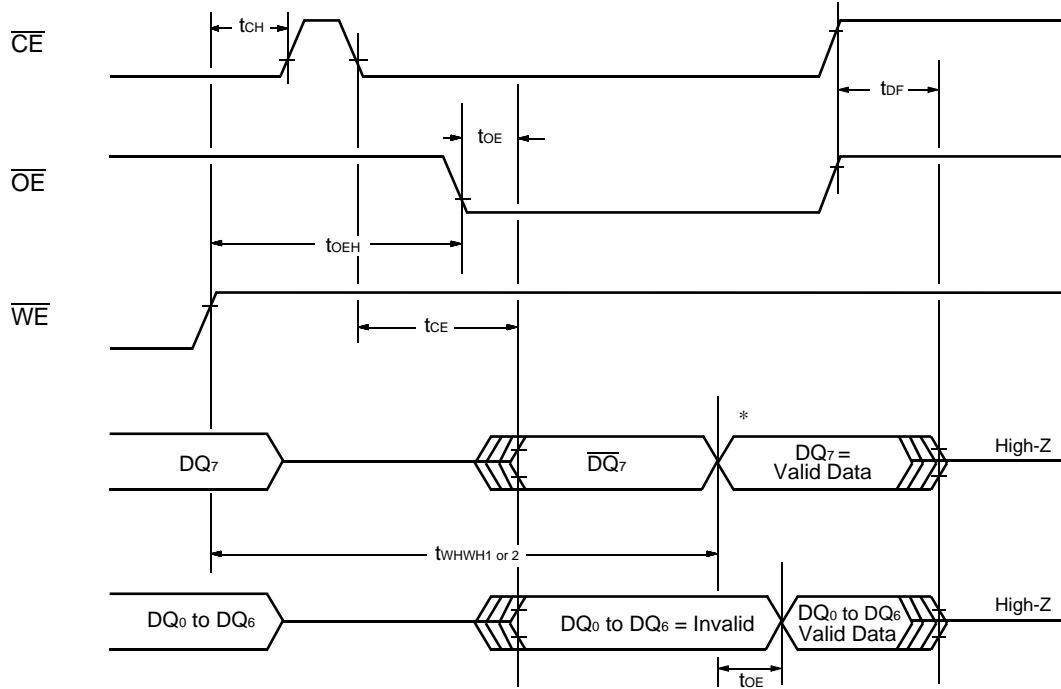 CE
tCH
tDF
OE
tOE
tOEH
WE
tCE
*
DQ7
DQ7
DQ7 =
Valid Data
High-Z
tWHWH1 or 2
DQ0 to DQ6
DQ0 to DQ6 = Invalid
DQ0 to DQ6
Valid Data
High-Z
tOE